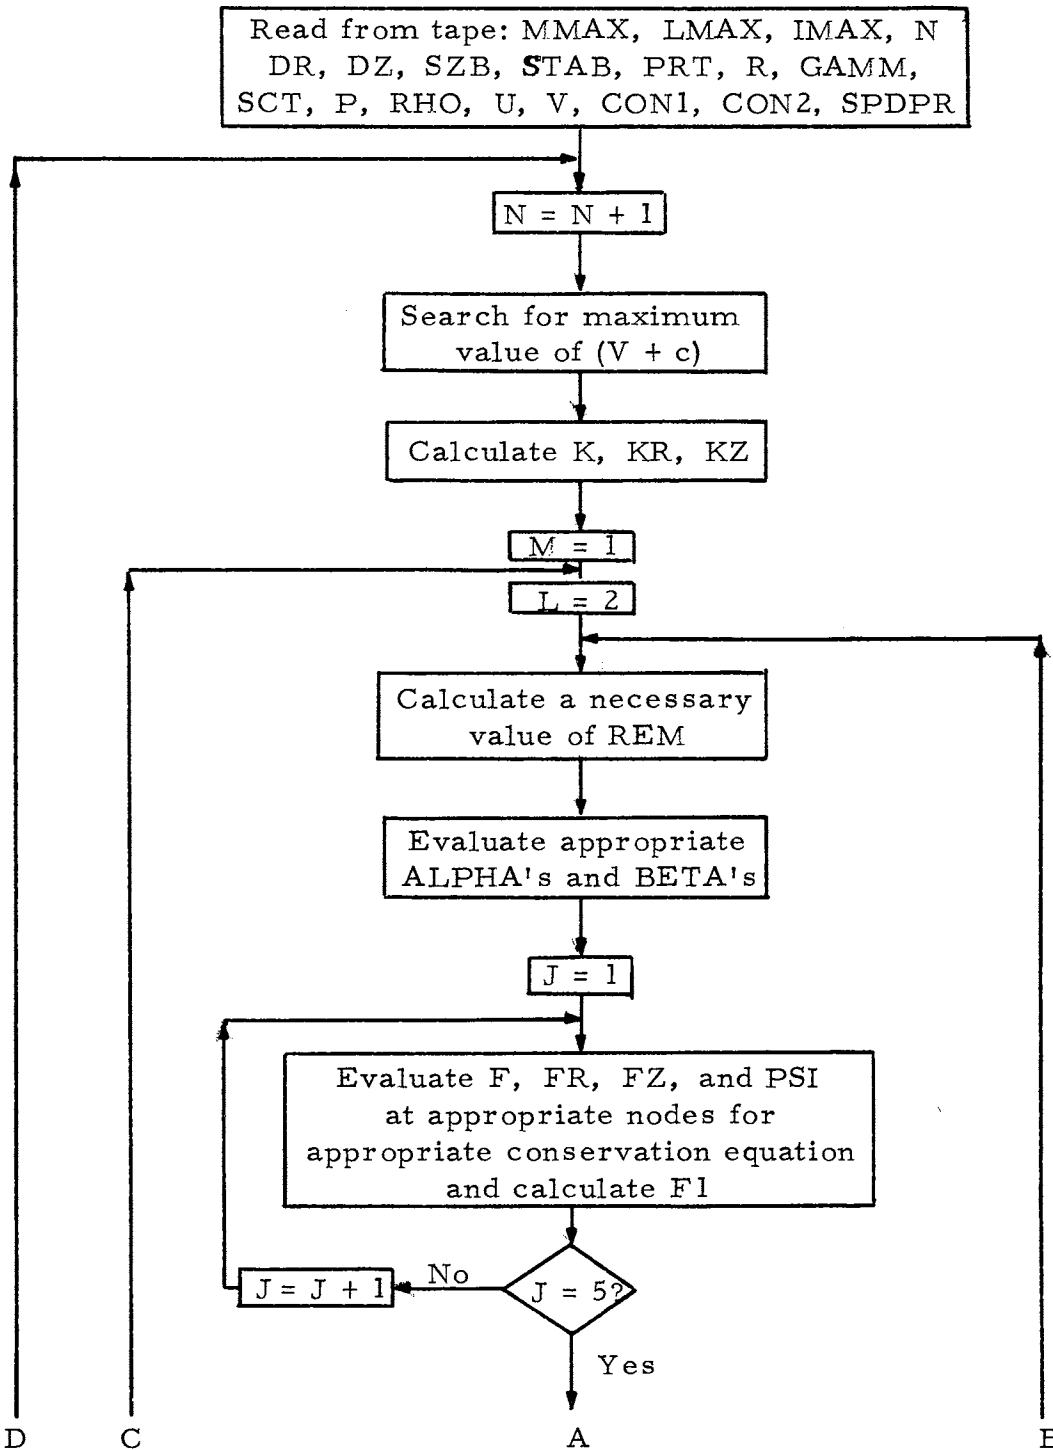 Read from tape: MMAX, LMAX, IMAX, N
DR, DZ, SZB, STAB, PRT, R, GAMM,
SCT, P, RHO, U, V, CON1, CON2, SPDPR
N = N + 1
Search for maximum
value of (V + c)
Calculate K, KR, KZ
M = 1
L = 2
Calculate a necessary
value of REM
Evaluate appropriate
ALPHA's and BETA's
J = 1
Evaluate F, FR, FZ, and PSI
at appropriate nodes for
appropriate conservation equation
and calculate F1
J = J + 1
No
J = 5?
Yes
D
C
A